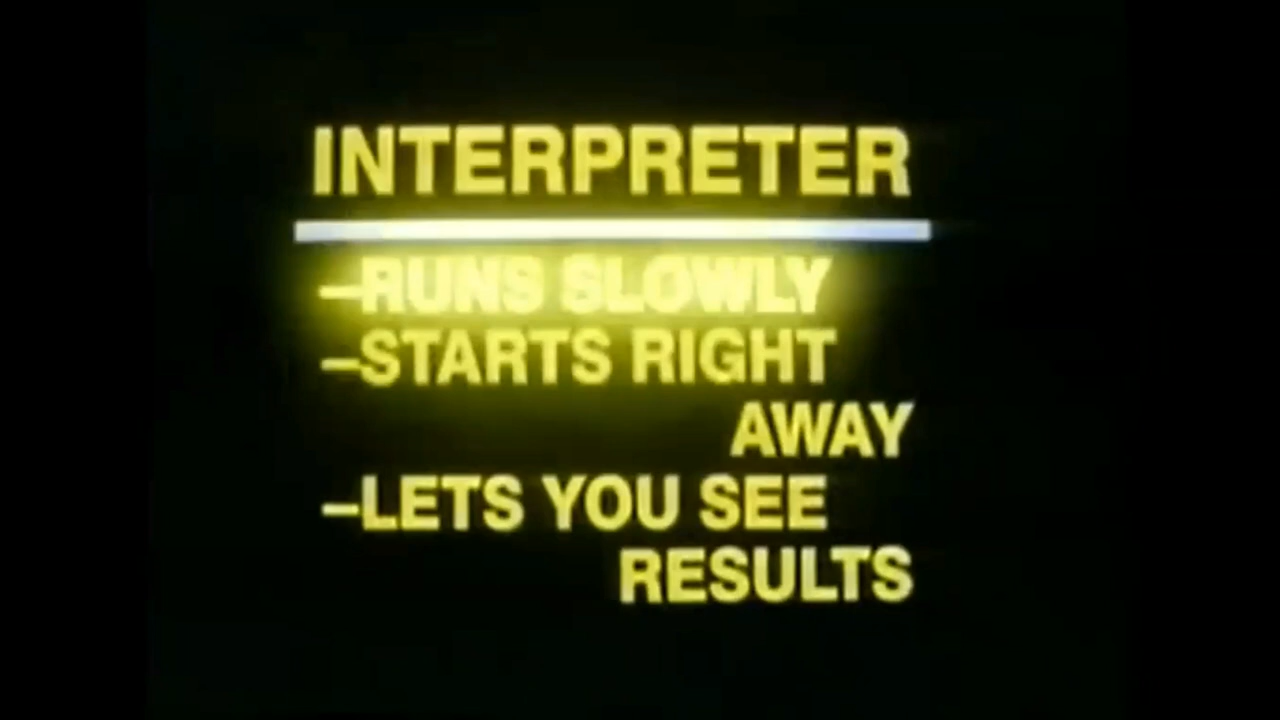 INTERPRETER
–RUNS SLOWLY
–STARTS RIGHT
AWAY
–LETS YOU SEE
RESULTS